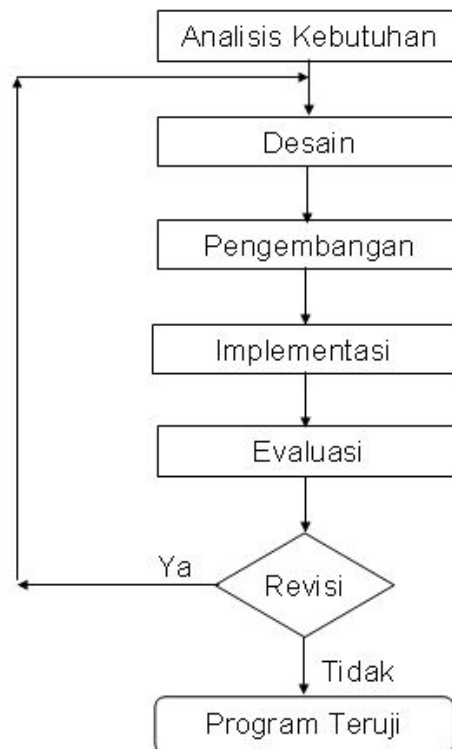 Analisis Kebutuhan
Desain
Pengembangan
Implementasi
Evaluasi
Ya
Revisi
Tidak
Program Teruji